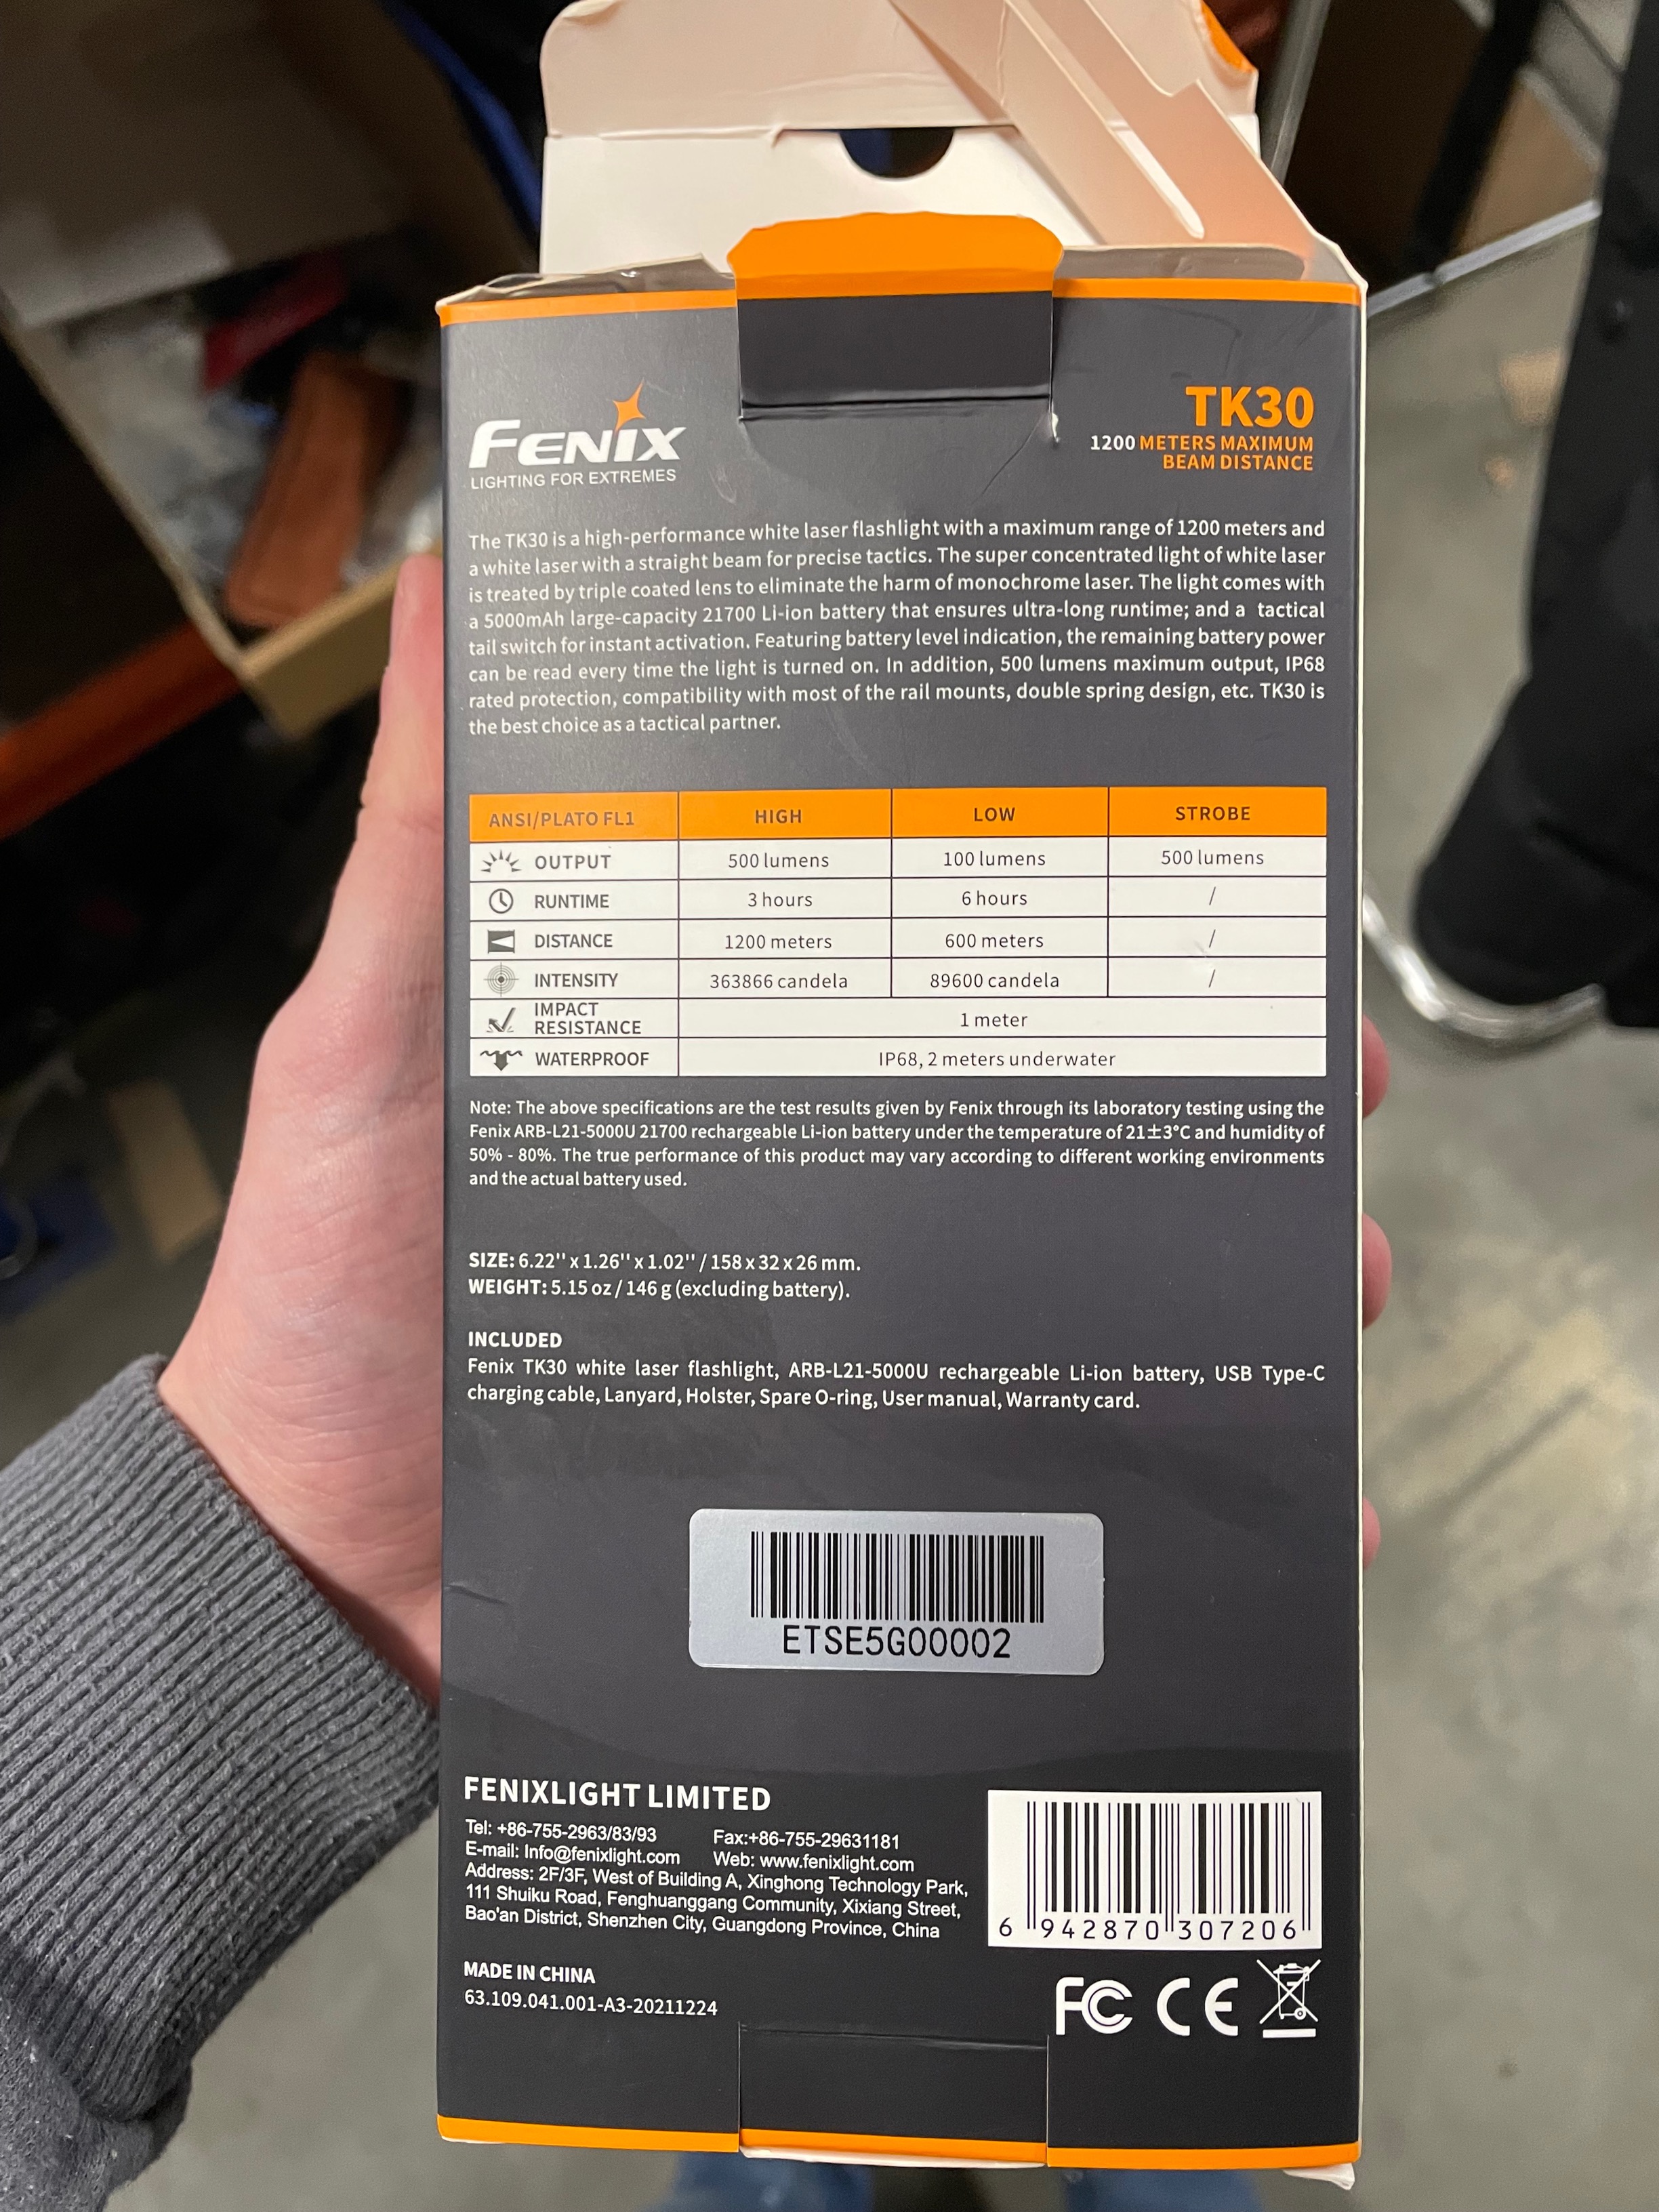 FENIX
LIGHTING FOR EXTREMES
TK30
1200 METERS MAXIMUM
BEAM DISTANCE
The TK30 is a high-performance white laser flashlight with a maximum range of 1200 meters and
a white laser with a straight beam for precise tactics. The super concentrated light of white laser
is treated by triple coated lens to eliminate the harm of monochrome laser. The light comes with
a 5000mAh large-capacity 21700 Li-ion battery that ensures ultra-long runtime; and a tactical
tail switch for instant activation. Featuring battery level indication, the remaining battery power
can be read every time the light is turned on. In addition, 500 lumens maximum output, IP68
rated protection, compatibility with most of the rail mounts, double spring design, etc. TK30 is
the best choice as a tactical partner.
ANSI/PLATO FL1 HIGH LOW STROBE
OUTPUT 500 lumens 100 lumens 500 lumens
RUNTIME 3 hours 6 hours /
DISTANCE 1200 meters 600 meters /
INTENSITY 363866 candela 89600 candela /
IMPACT
RESISTANCE 1 meter
WATERPROOF IP68, 2 meters underwater
Note: The above specifications are the test results given by Fenix through its laboratory testing using the
Fenix ARB-L21-5000U 21700 rechargeable Li-ion battery under the temperature of 21±3°C and humidity of
50% - 80%. The true performance of this product may vary according to different working environments
and the actual battery used.
SIZE: 6.22'' x 1.26'' x 1.02'' / 158 x 32 x 26 mm.
WEIGHT: 5.15 oz / 146 g (excluding battery).
INCLUDED
Fenix TK30 white laser flashlight, ARB-L21-5000U rechargeable Li-ion battery, USB Type-C
charging cable, Lanyard, Holster, Spare O-ring, User manual, Warranty card.
ETSE5G00002
FENIXLIGHT LIMITED
Tel: +86-755-2963/83/93 Fax:+86-755-29631181
E-mail: Info@fenixlight.com Web: www.fenixlight.com
Address: 2F/3F, West of Building A, Xinghong Technology Park,
111 Shuiku Road, Fenghuanggang Community, Xixiang Street,
Bao'an District, Shenzhen City, Guangdong Province, China
6 942870 307206
MADE IN CHINA
63.109.041.001-A3-20211224
FC CE